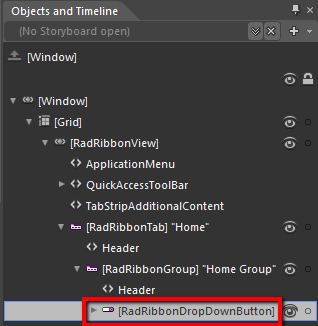 Objects and Timeline
(No Storyboard open)
[Window]
[Window]
[Grid]
[RadRibbonView]
ApplicationMenu
QuickAccessToolBar
TabStripAdditionalContent
[RadRibbonTab] "Home"
Header
[RadRibbonGroup] "Home Group"
Header
[RadRibbonDropDownButton]